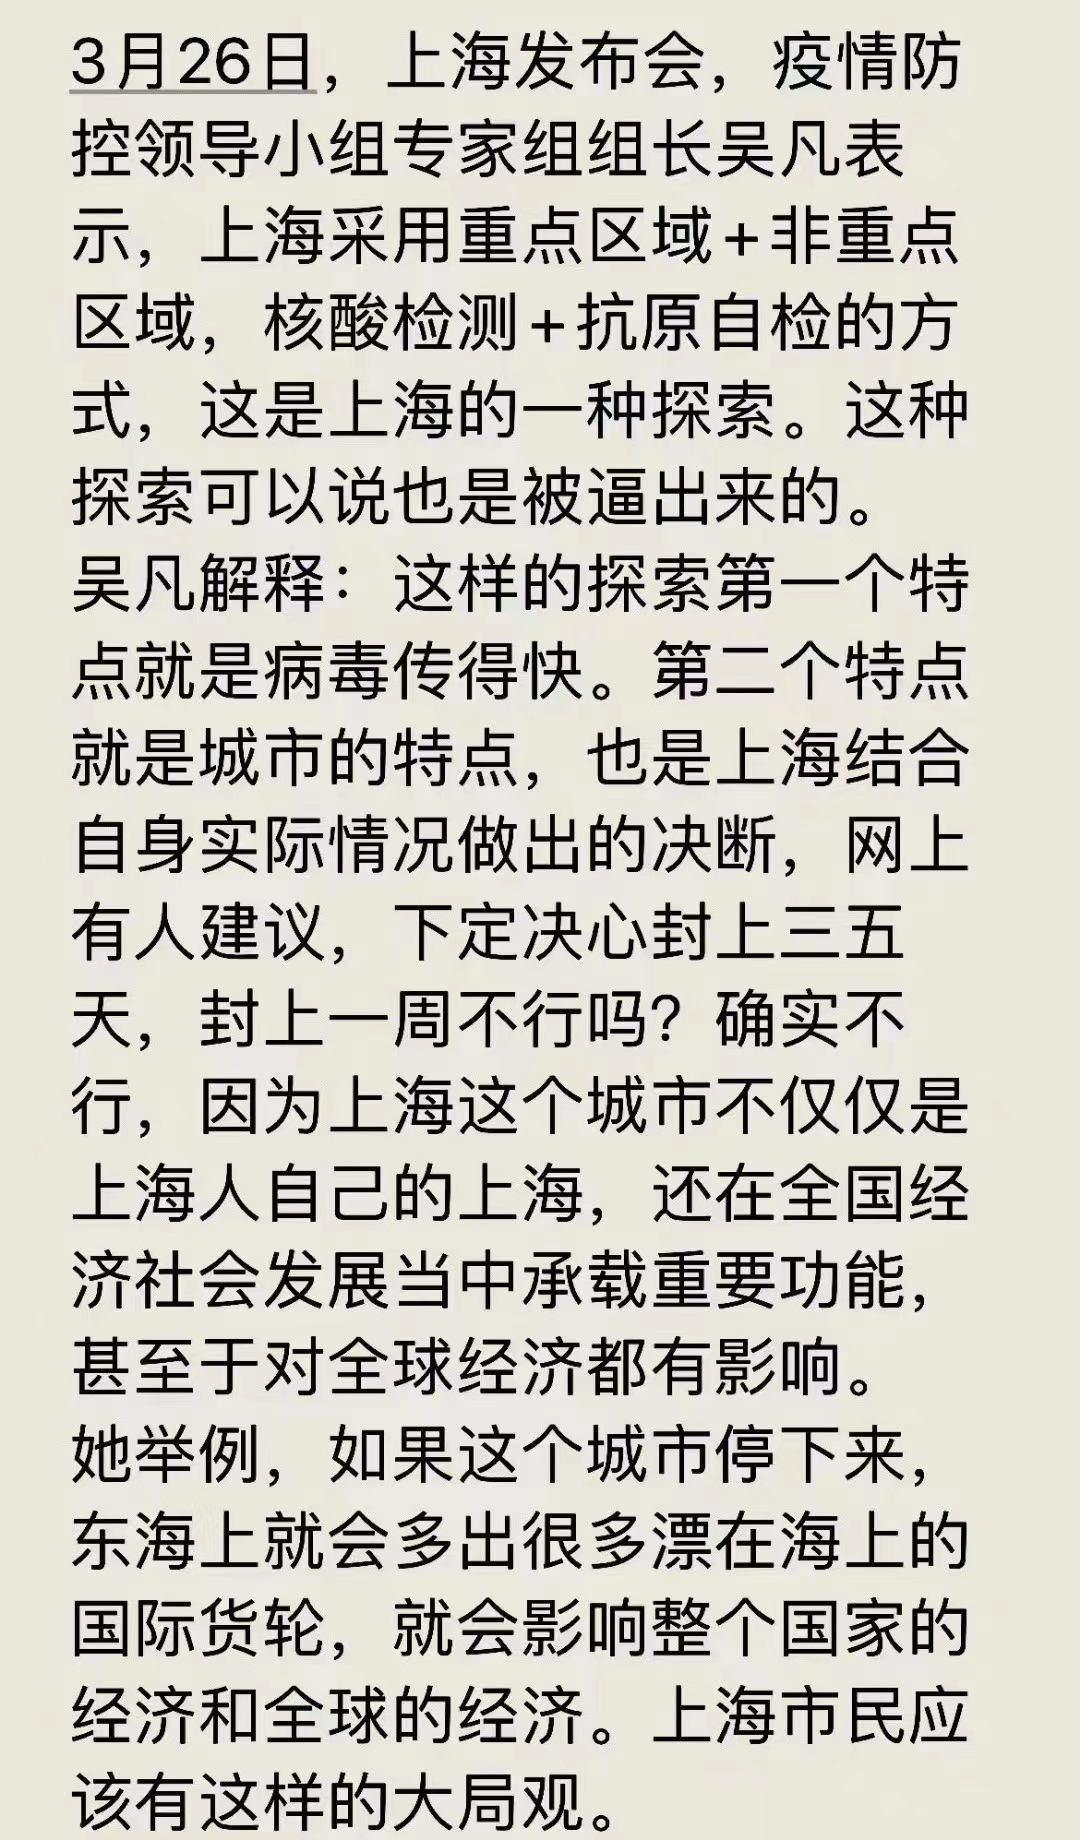 3月26日，上海发布会，疫情防
控领导小组专家组组长吴凡表
示，上海采用重点区域+非重点
区域，核酸检测+抗原自检的方
式，这是上海的一种探索。这种
探索可以说也是被逼出来的。
吴凡解释：这样的探索第一个特
点就是病毒传得快。第二个特点
就是城市的特点，也是上海结合
自身实际情况做出的决断，网上
有人建议，下定决心封上三五
天，封上一周不行吗？确实不
行，因为上海这个城市不仅仅是
上海人自己的上海，还在全国经
济社会发展当中承载重要功能，
甚至于对全球经济都有影响。
她举例，如果这个城市停下来，
东海上就会多出很多漂在海上的
国际货轮，就会影响整个国家的
经济和全球的经济。上海市民应
该有这样的大局观。